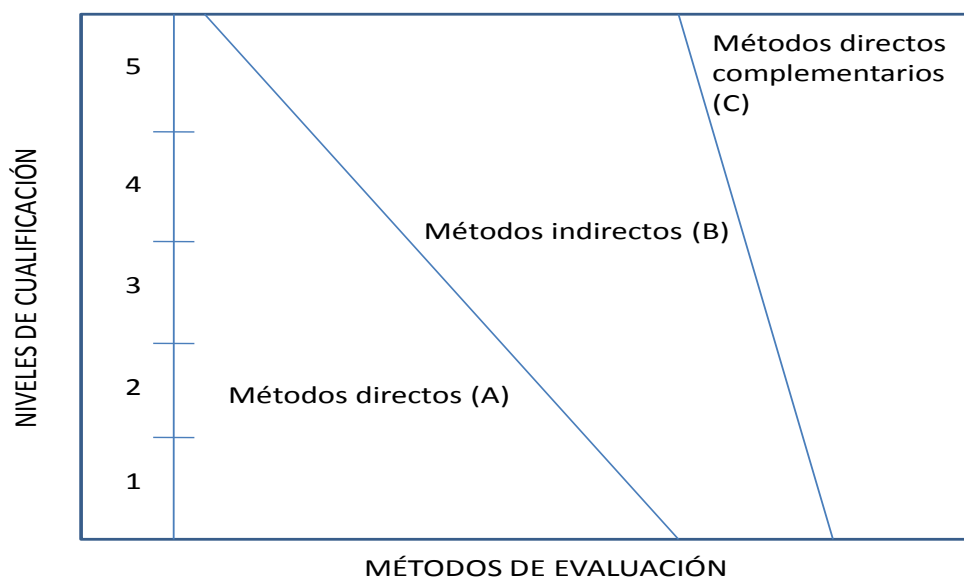 Métodos directos
complementarios
(C)
5
4
Métodos indirectos (B)
3
2
Métodos directos (A)
1
NIVELES DE CUALIFICACIÓN
MÉTODOS DE EVALUACIÓN